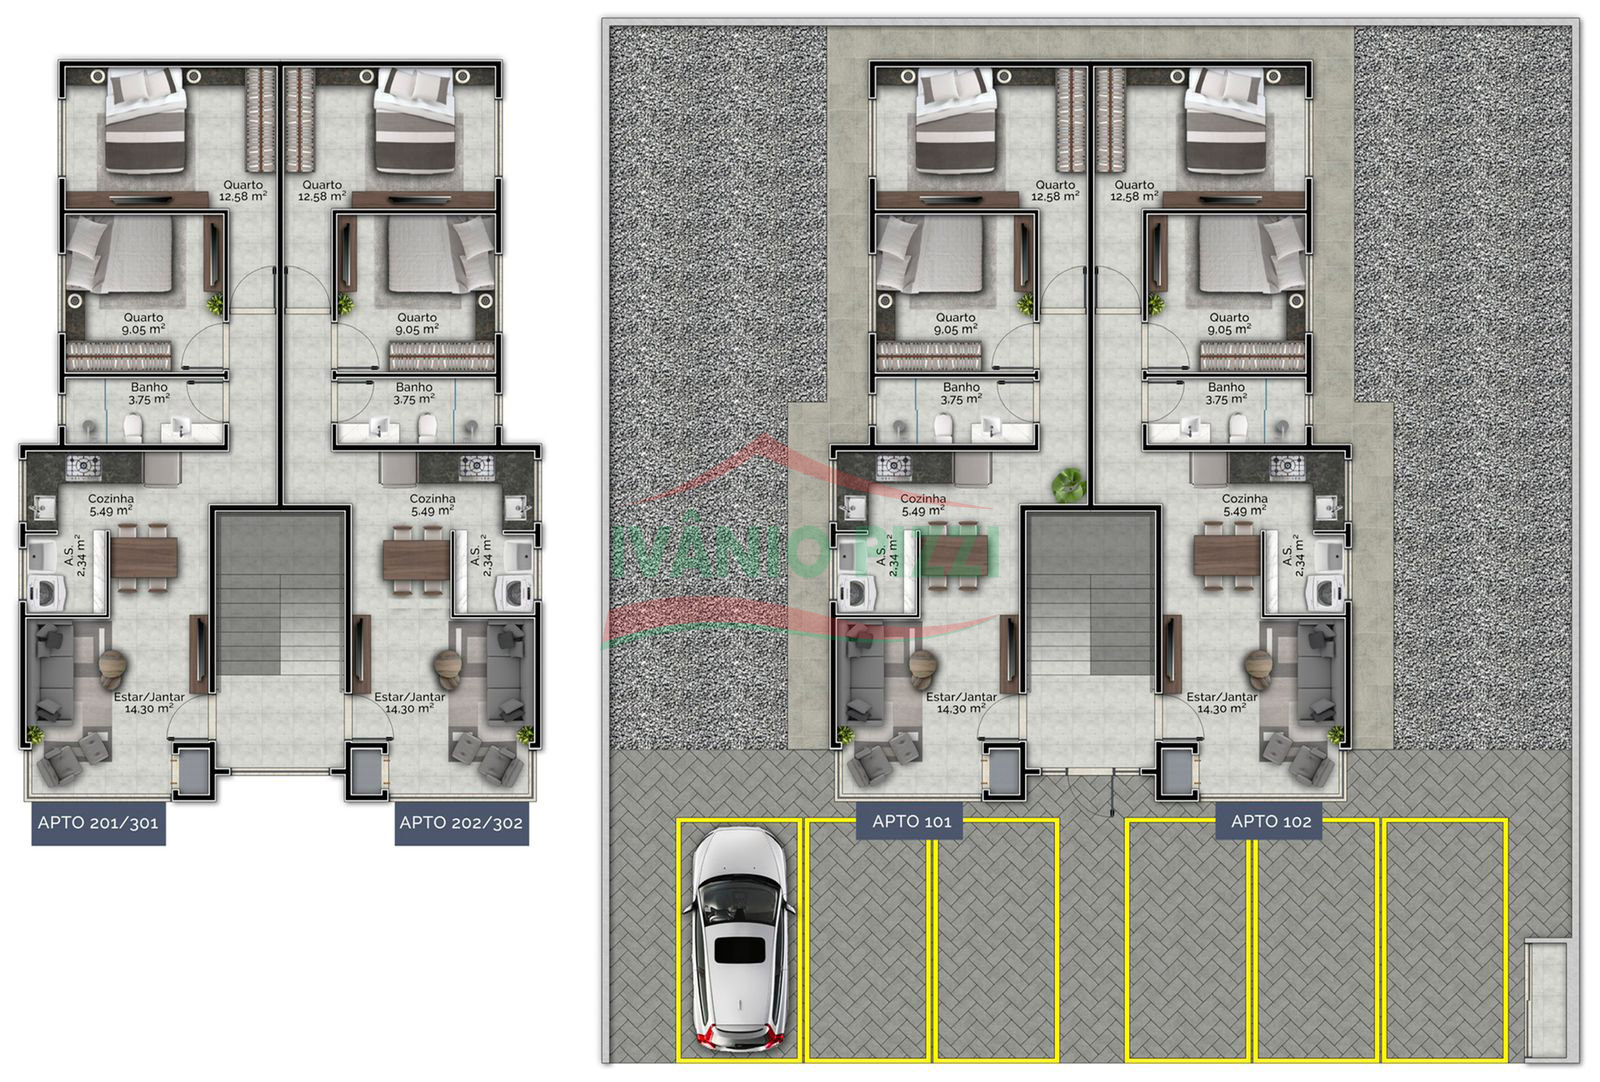 Quarto
12.58 m²
Quarto
12.58 m²
Quarto
9.05 m²
Quarto
9.05 m²
Banho
3.75 m²
Banho
3.75 m²
Cozinha
5.49 m²
Cozinha
5.49 m²
A.S.
2.34 m²
A.S.
2.34 m²
Estar/Jantar
14.30 m²
Estar/Jantar
14.30 m²
APTO 201/301
APTO 202/302
Quarto
12.58 m²
Quarto
12.58 m²
Quarto
9.05 m²
Quarto
9.05 m²
Banho
3.75 m²
Banho
3.75 m²
Cozinha
5.49 m²
Cozinha
5.49 m²
IVÂNIO PIZZI
A.S.
2.34 m²
A.S.
2.34 m²
Estar/Jantar
14.30 m²
Estar/Jantar
14.30 m²
APTO 101
APTO 102